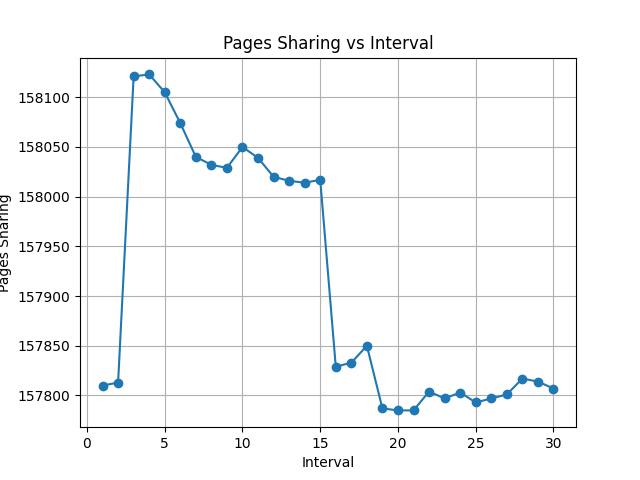 Pages Sharing vs Interval
Pages Sharing
158100
158050
158000
157950
157900
157850
157800
0 5 10 15 20 25 30
Interval